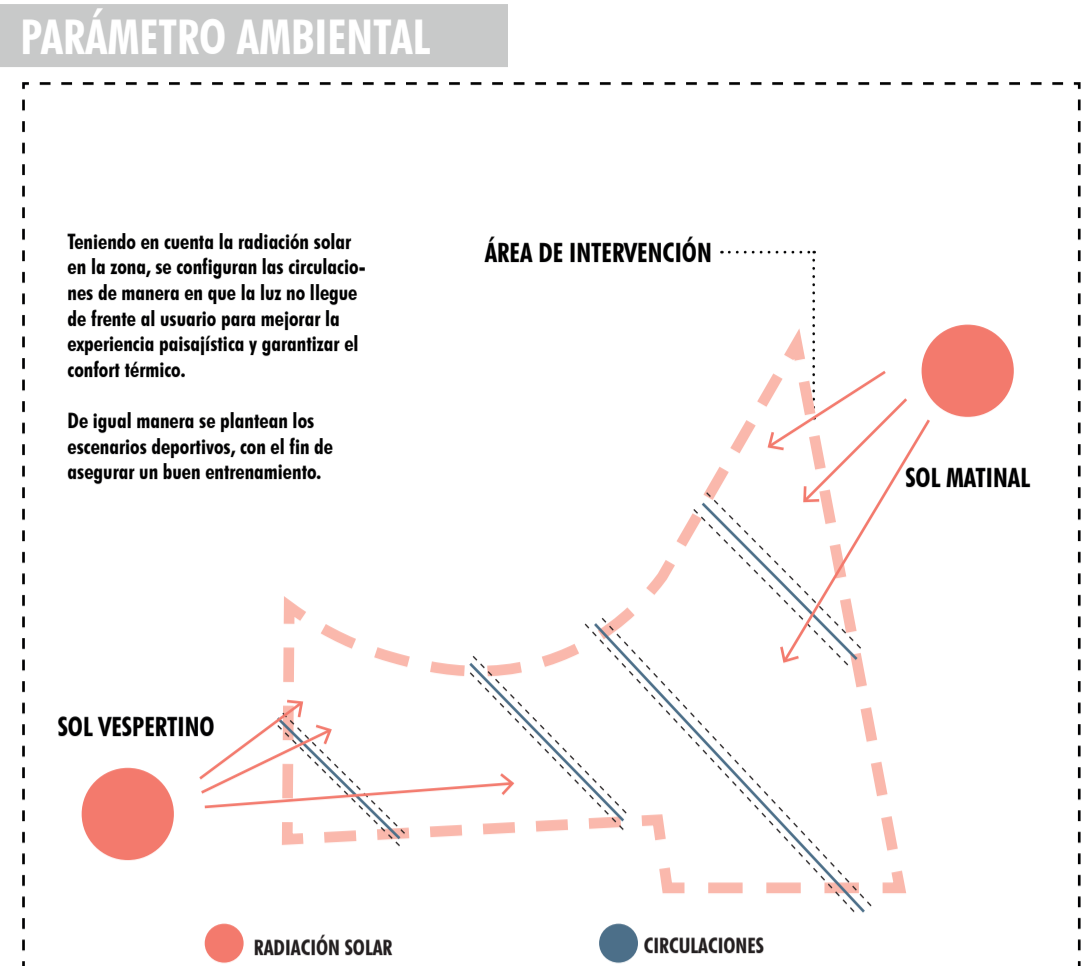 PARÁMETRO AMBIENTAL
Teniendo en cuenta la radiación solar
en la zona, se configuran las circulacio-
nes de manera en que la luz no llegue
de frente al usuario para mejorar la
experiencia paisajística y garantizar el
confort térmico.
De igual manera se plantean los
escenarios deportivos, con el fin de
asegurar un buen entrenamiento.
ÁREA DE INTERVENCIÓN
SOL MATINAL
SOL VESPERTINO
RADIACIÓN SOLAR
CIRCULACIONES